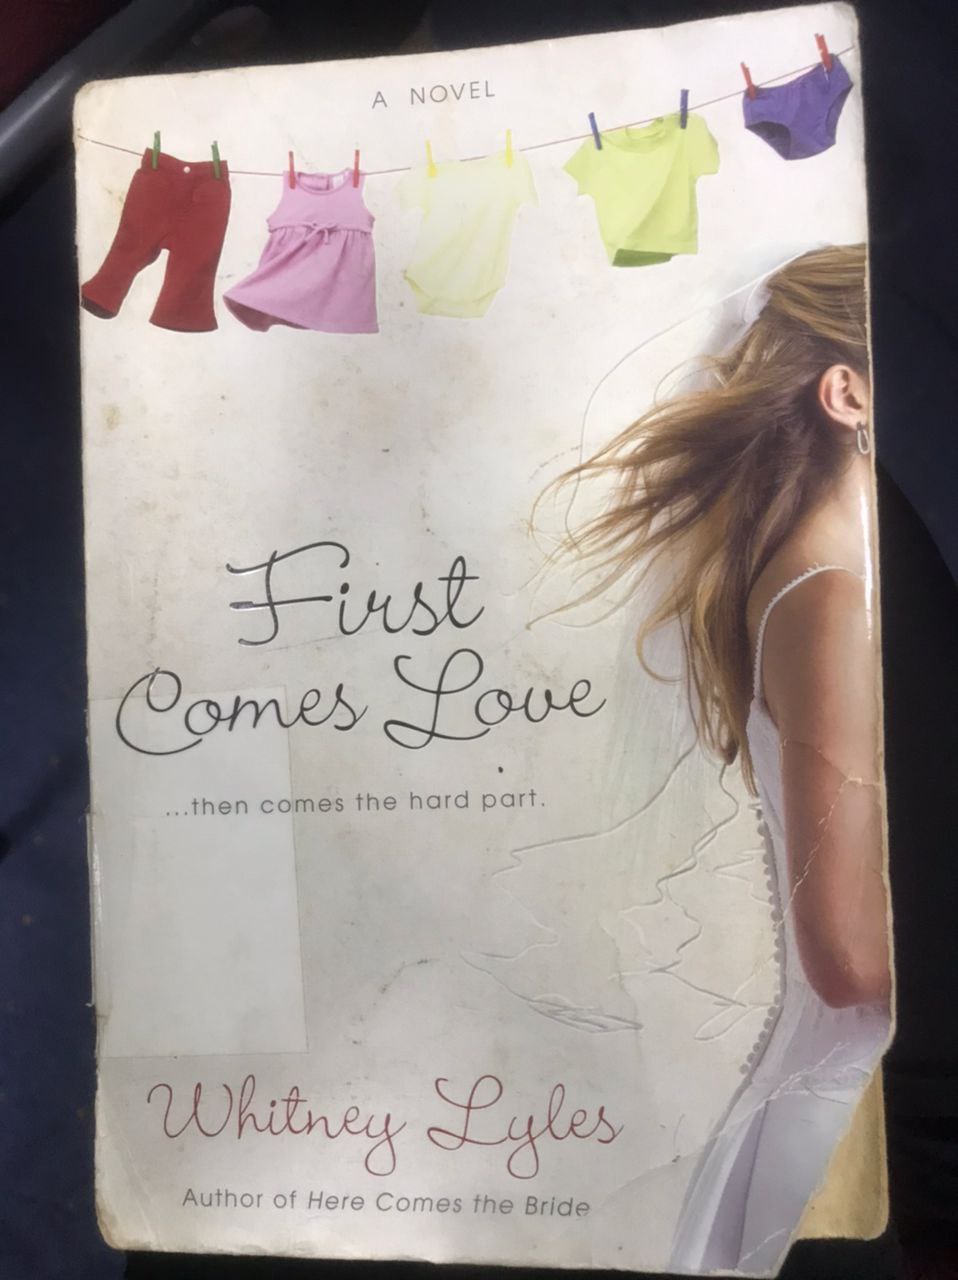 A NOVEL
First
Comes Love
...then comes the hard part.
Whitney Lyles
Author of Here Comes the Bride